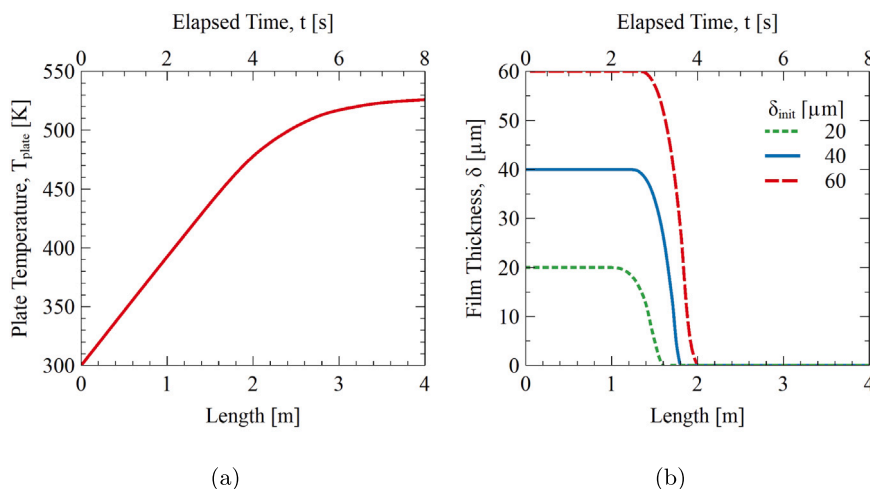 Elapsed Time, t [s]
0 2 4 6 8
550
500
450
400
350
300
Plate Temperature, T_plate [K]
0 1 2 3 4
Length [m]
(a)
Elapsed Time, t [s]
0 2 4 6 8
60
50
40
30
20
10
0
Film Thickness, δ [μm]
δ_init [μm]
20
40
60
0 1 2 3 4
Length [m]
(b)